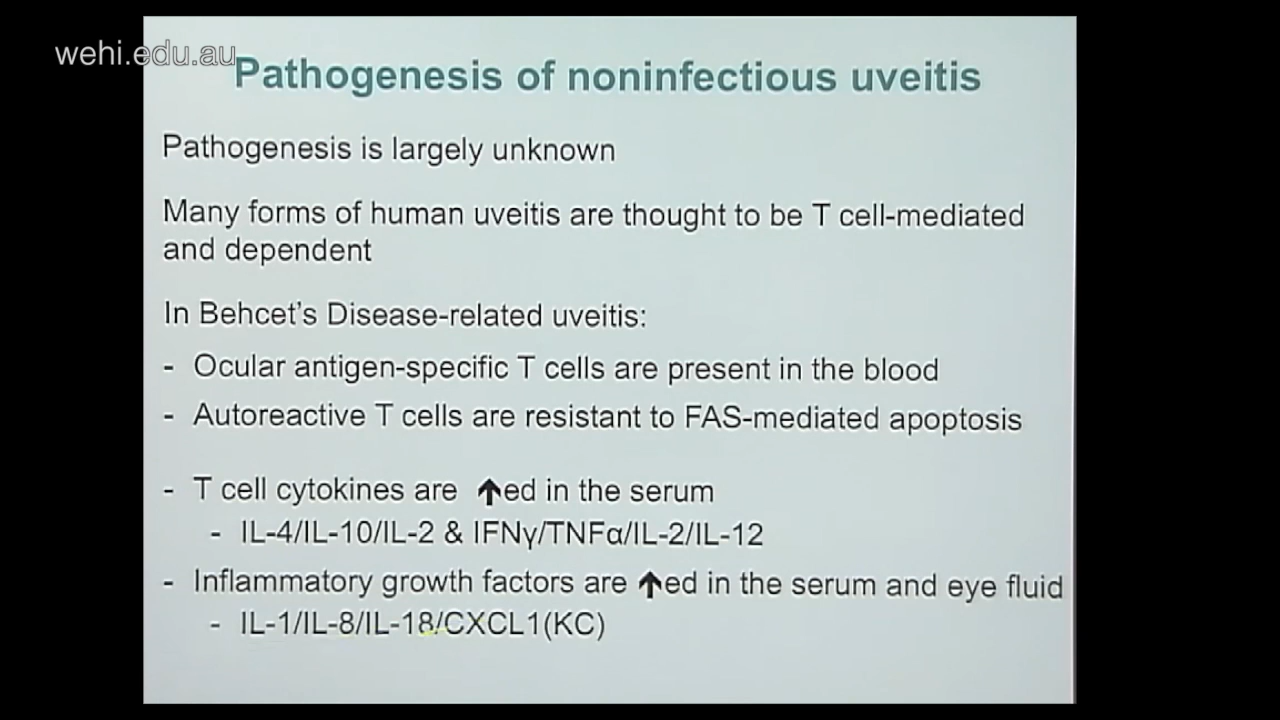 wehi.edu.au
Pathogenesis of noninfectious uveitis
Pathogenesis is largely unknown
Many forms of human uveitis are thought to be T cell-mediated
and dependent
In Behcet's Disease-related uveitis:
- Ocular antigen-specific T cells are present in the blood
- Autoreactive T cells are resistant to FAS-mediated apoptosis
- T cell cytokines are ↑ed in the serum
- IL-4/IL-10/IL-2 & IFNγ/TNFα/IL-2/IL-12
- Inflammatory growth factors are ↑ed in the serum and eye fluid
- IL-1/IL-8/IL-18/CXCL1(KC)